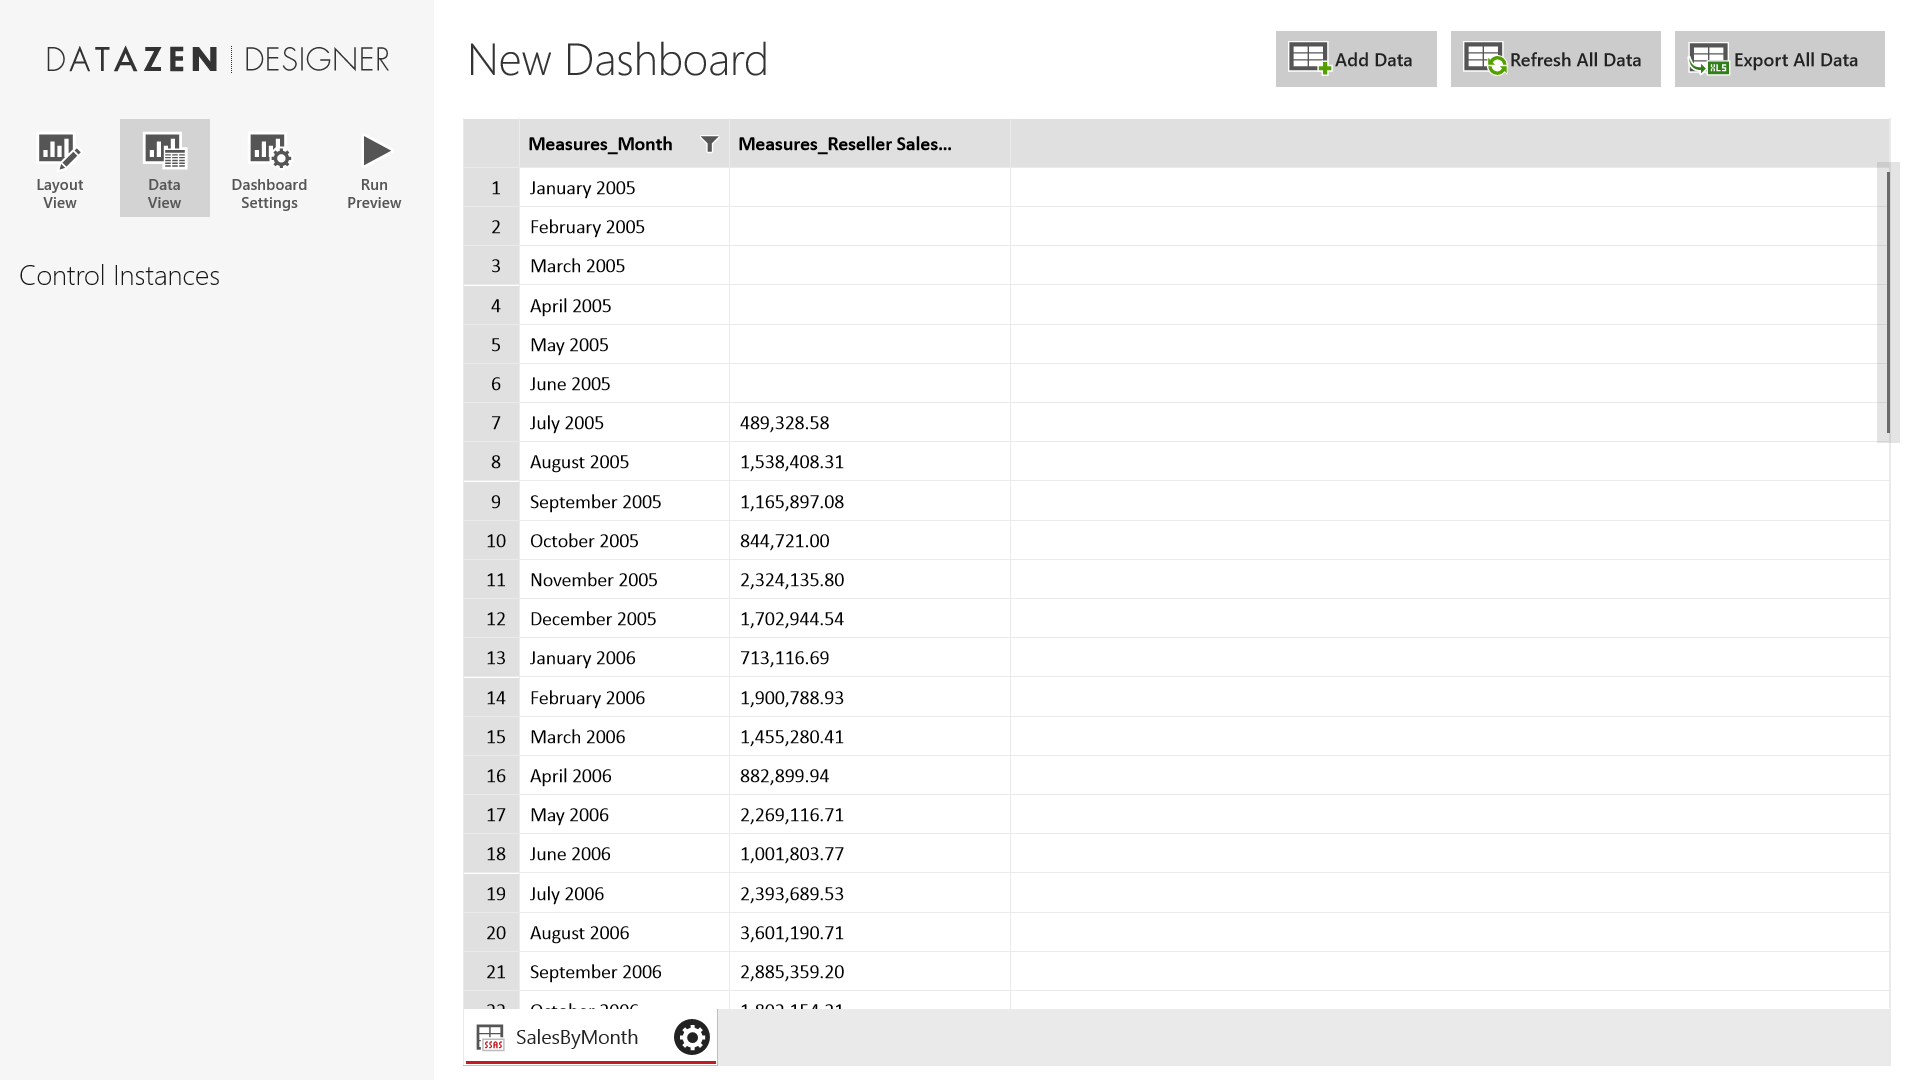 DATAZEN | DESIGNER
New Dashboard
Add Data
Refresh All Data
XLS
Export All Data
Layout
View
Data
View
Dashboard
Settings
Run
Preview
Control Instances
Measures_Month
Measures_Reseller Sales...
1 January 2005
2 February 2005
3 March 2005
4 April 2005
5 May 2005
6 June 2005
7 July 2005 489,328.58
8 August 2005 1,538,408.31
9 September 2005 1,165,897.08
10 October 2005 844,721.00
11 November 2005 2,324,135.80
12 December 2005 1,702,944.54
13 January 2006 713,116.69
14 February 2006 1,900,788.93
15 March 2006 1,455,280.41
16 April 2006 882,899.94
17 May 2006 2,269,116.71
18 June 2006 1,001,803.77
19 July 2006 2,393,689.53
20 August 2006 3,601,190.71
21 September 2006 2,885,359.20
22 October 2006
SSAS
SalesByMonth